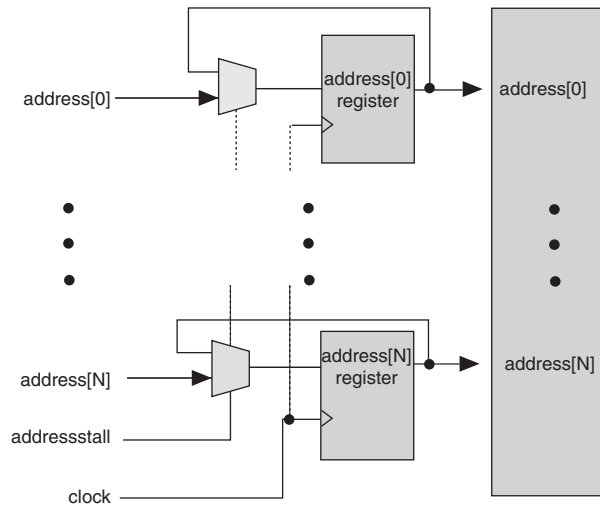 address[0]
address[0]
register
address[0]
address[N]
address[N]
register
address[N]
addressstall
clock